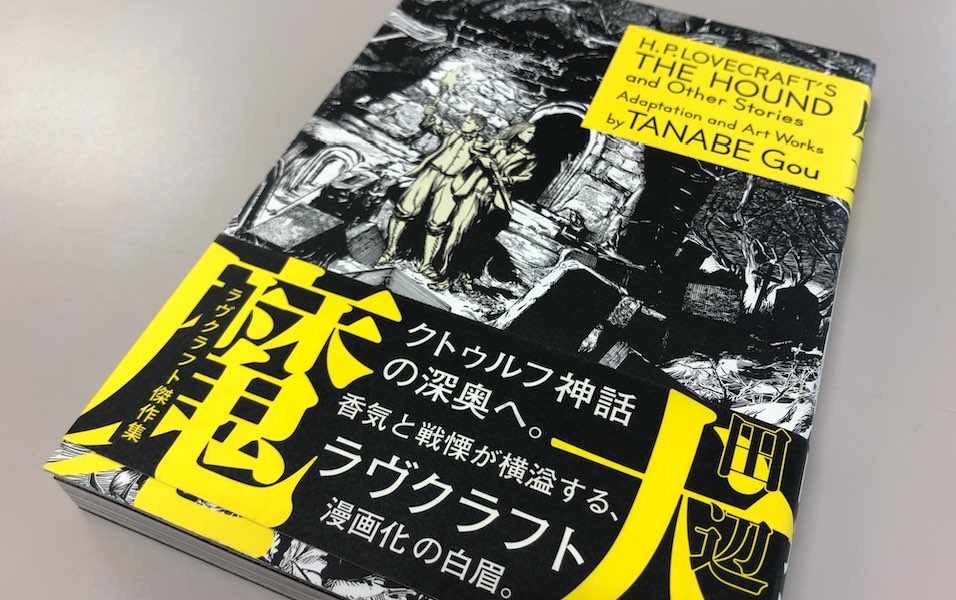 H.P.LOVECRAFT'S
THE HOUND
and Other Stories
Adaptation and Art Works
by TANABE Gou
魔犬
ラヴクラフト傑作集
クトゥルフ神話
の深奥へ。
香気と戦慄が横溢する、
ラヴクラフト
漫画化の白眉。
田辺